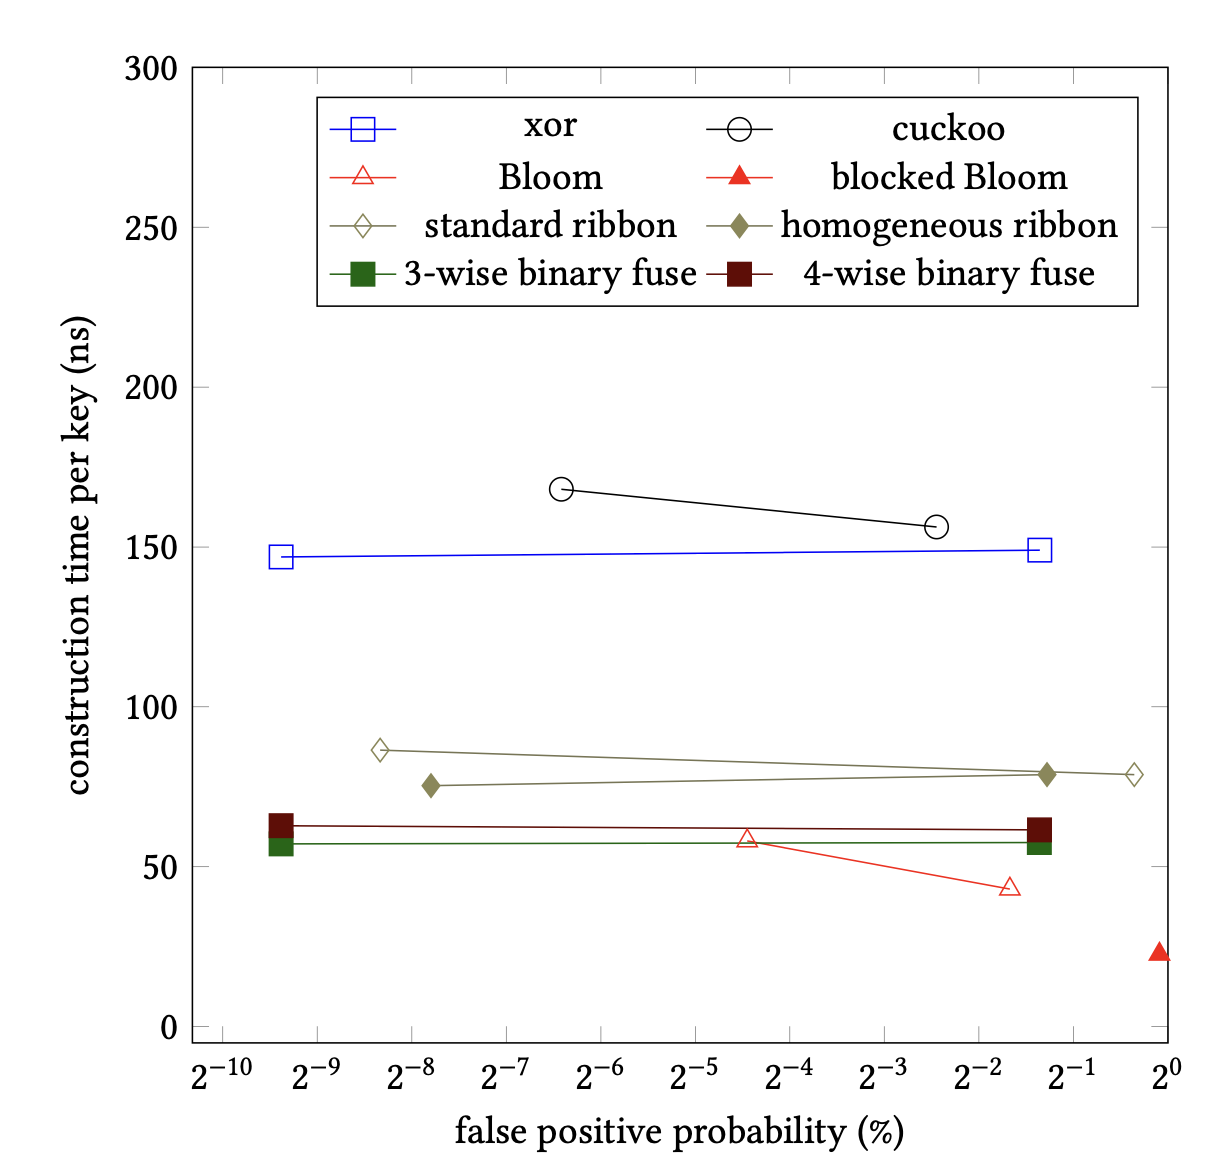 300
250
200
150
100
50
0
construction time per key (ns)
xor cuckoo
Bloom blocked Bloom
standard ribbon homogeneous ribbon
3-wise binary fuse 4-wise binary fuse
2⁻¹⁰ 2⁻⁹ 2⁻⁸ 2⁻⁷ 2⁻⁶ 2⁻⁵ 2⁻⁴ 2⁻³ 2⁻² 2⁻¹ 2⁰
false positive probability (%)